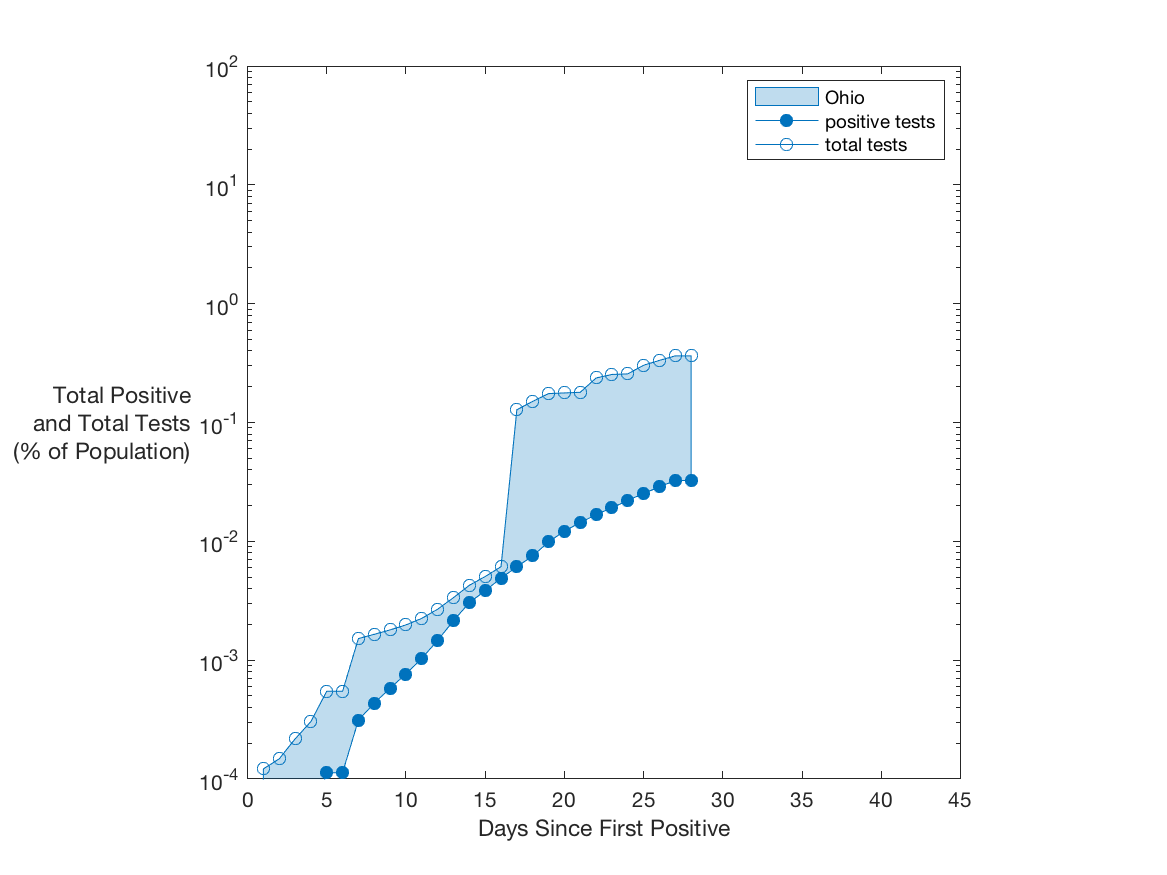 10^2
10^1
10^0
10^-1
10^-2
10^-3
10^-4
Total Positive
and Total Tests
(% of Population)
Ohio
positive tests
total tests
0 5 10 15 20 25 30 35 40 45
Days Since First Positive